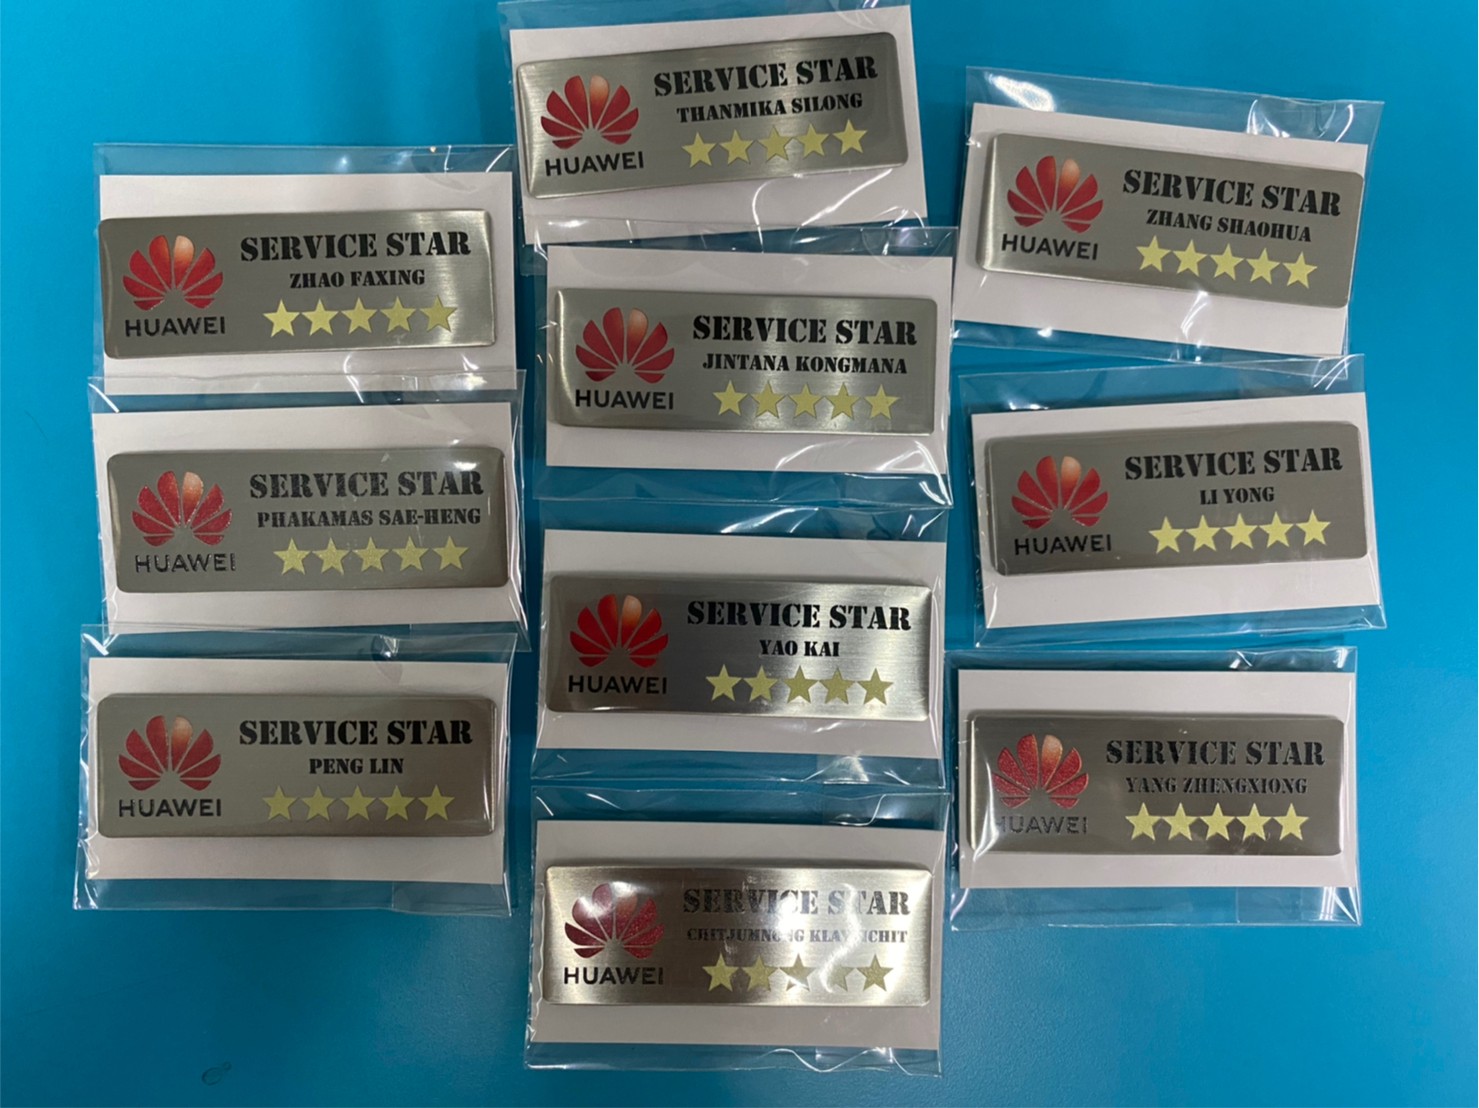 HUAWEI
SERVICE STAR
THANMIKA SILONG
HUAWEI
SERVICE STAR
ZHANG SHAOHUA
HUAWEI
SERVICE STAR
ZHAO FAXING
HUAWEI
SERVICE STAR
JINTANA KONGMANA
HUAWEI
SERVICE STAR
LI YONG
HUAWEI
SERVICE STAR
PHAKAMAS SAE-HENG
HUAWEI
SERVICE STAR
YAO KAI
HUAWEI
SERVICE STAR
PENG LIN
HUAWEI
SERVICE STAR
YANG ZHENGXIONG
HUAWEI
SERVICE STAR
CHITJUMNONG